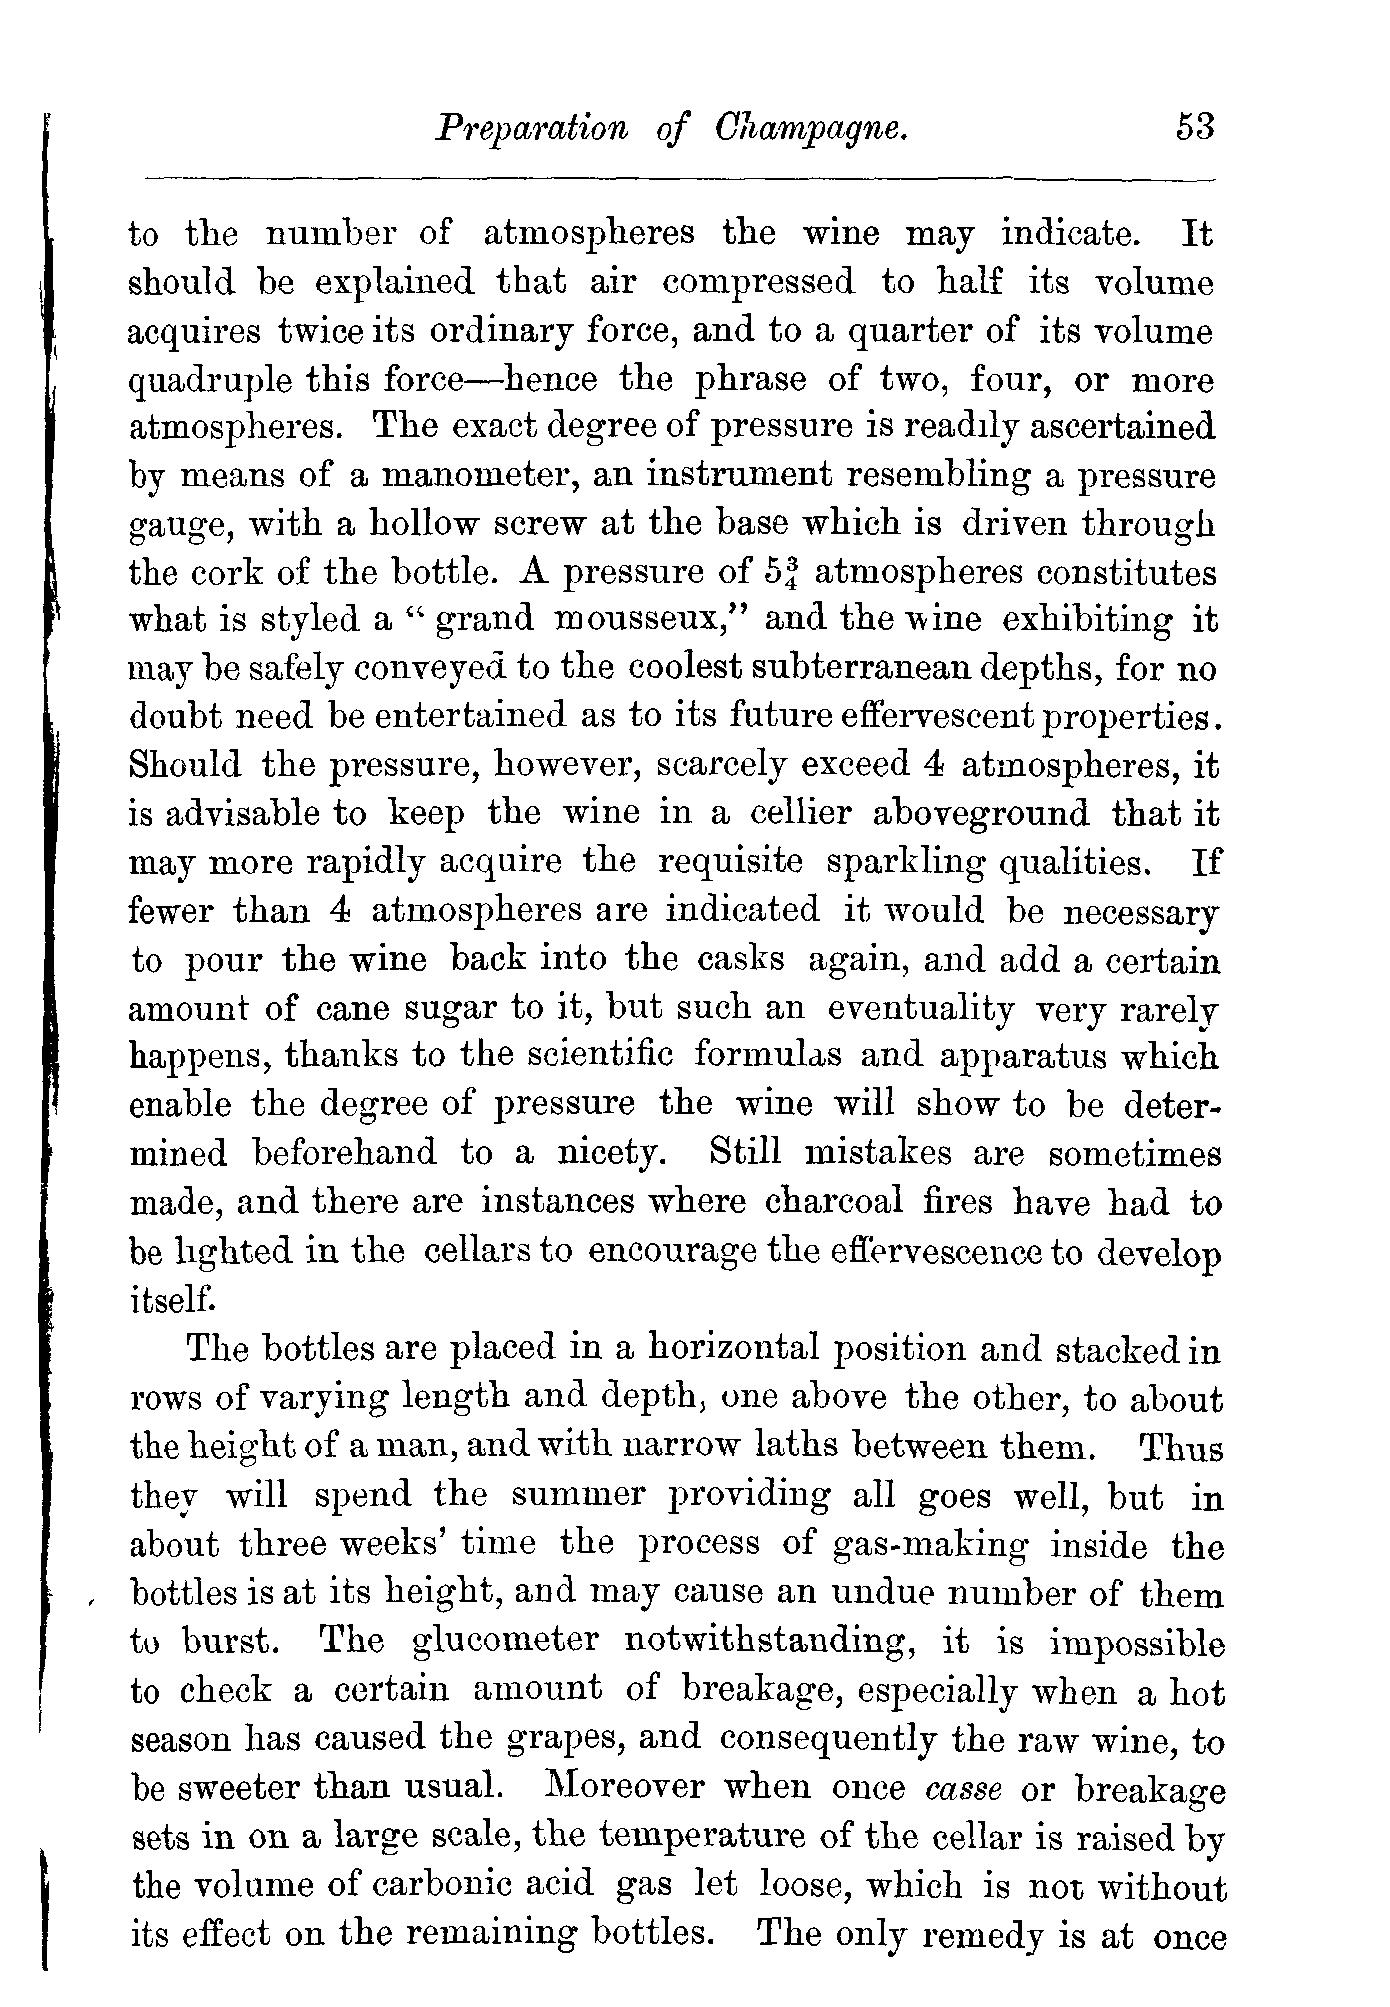 Preparation of Champagne. 53
to the number of atmospheres the wine may indicate. It
should be explained that air compressed to half its volume
acquires twice its ordinary force, and to a quarter of its volume
quadruple this force—hence the phrase of two, four, or more
atmospheres. The exact degree of pressure is readily ascertained
by means of a manometer, an instrument resembling a pressure
gauge, with a hollow screw at the base which is driven through
the cork of the bottle. A pressure of 5¾ atmospheres constitutes
what is styled a “ grand mousseux,” and the wine exhibiting it
may be safely conveyed to the coolest subterranean depths, for no
doubt need be entertained as to its future effervescent properties.
Should the pressure, however, scarcely exceed 4 atmospheres, it
is advisable to keep the wine in a cellier aboveground that it
may more rapidly acquire the requisite sparkling qualities. If
fewer than 4 atmospheres are indicated it would be necessary
to pour the wine back into the casks again, and add a certain
amount of cane sugar to it, but such an eventuality very rarely
happens, thanks to the scientific formulas and apparatus which
enable the degree of pressure the wine will show to be deter-
mined beforehand to a nicety. Still mistakes are sometimes
made, and there are instances where charcoal fires have had to
be lighted in the cellars to encourage the effervescence to develop
itself.
The bottles are placed in a horizontal position and stacked in
rows of varying length and depth, one above the other, to about
the height of a man, and with narrow laths between them. Thus
they will spend the summer providing all goes well, but in
about three weeks’ time the process of gas-making inside the
bottles is at its height, and may cause an undue number of them
to burst. The glucometer notwithstanding, it is impossible
to check a certain amount of breakage, especially when a hot
season has caused the grapes, and consequently the raw wine, to
be sweeter than usual. Moreover when once casse or breakage
sets in on a large scale, the temperature of the cellar is raised by
the volume of carbonic acid gas let loose, which is not without
its effect on the remaining bottles. The only remedy is at once